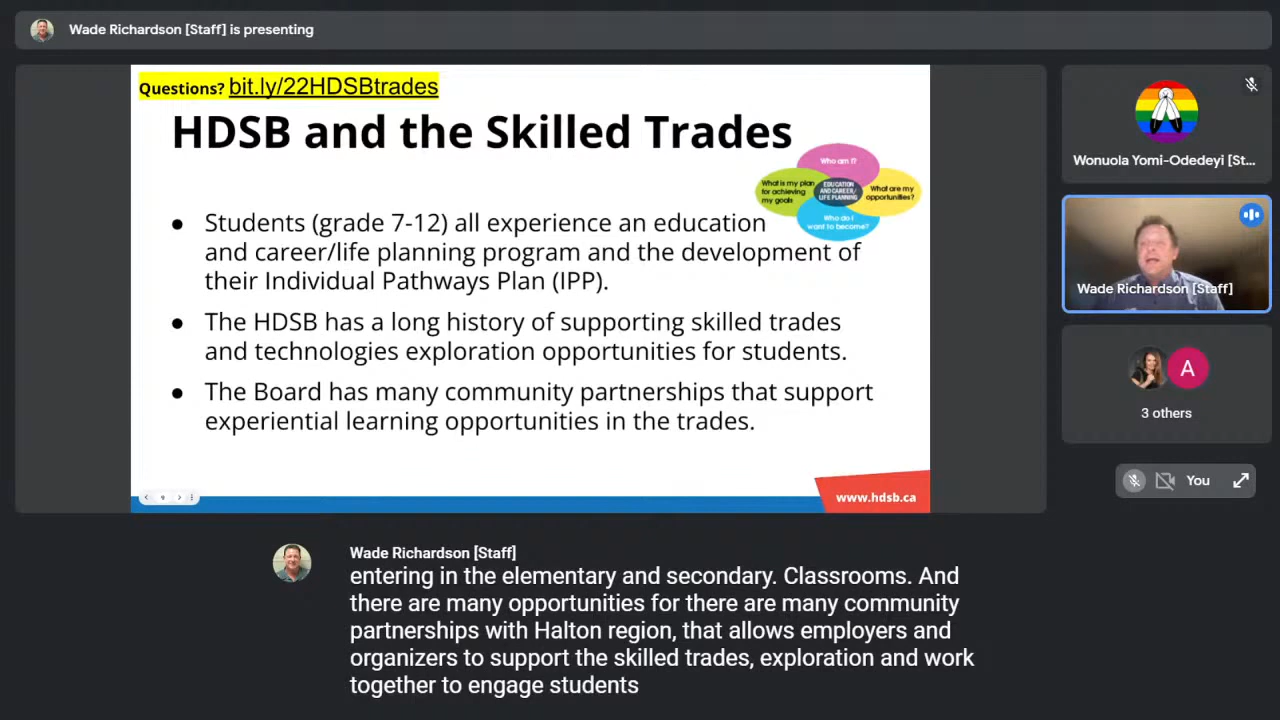 Wade Richardson [Staff] is presenting
Questions? bit.ly/22HDSBtrades
HDSB and the Skilled Trades
Who am I?
What is my plan
for achieving
my goals
EDUCATION
AND CAREER/
LIFE PLANNING
What are my
opportunities?
Who do I
want to become?
● Students (grade 7-12) all experience an education
and career/life planning program and the development of
their Individual Pathways Plan (IPP).
● The HDSB has a long history of supporting skilled trades
and technologies exploration opportunities for students.
● The Board has many community partnerships that support
experiential learning opportunities in the trades.
9
www.hdsb.ca
Wonuola Yomi-Odedeyi [St...
Wade Richardson [Staff]
A
3 others
You
Wade Richardson [Staff]
entering in the elementary and secondary. Classrooms. And
there are many opportunities for there are many community
partnerships with Halton region, that allows employers and
organizers to support the skilled trades, exploration and work
together to engage students